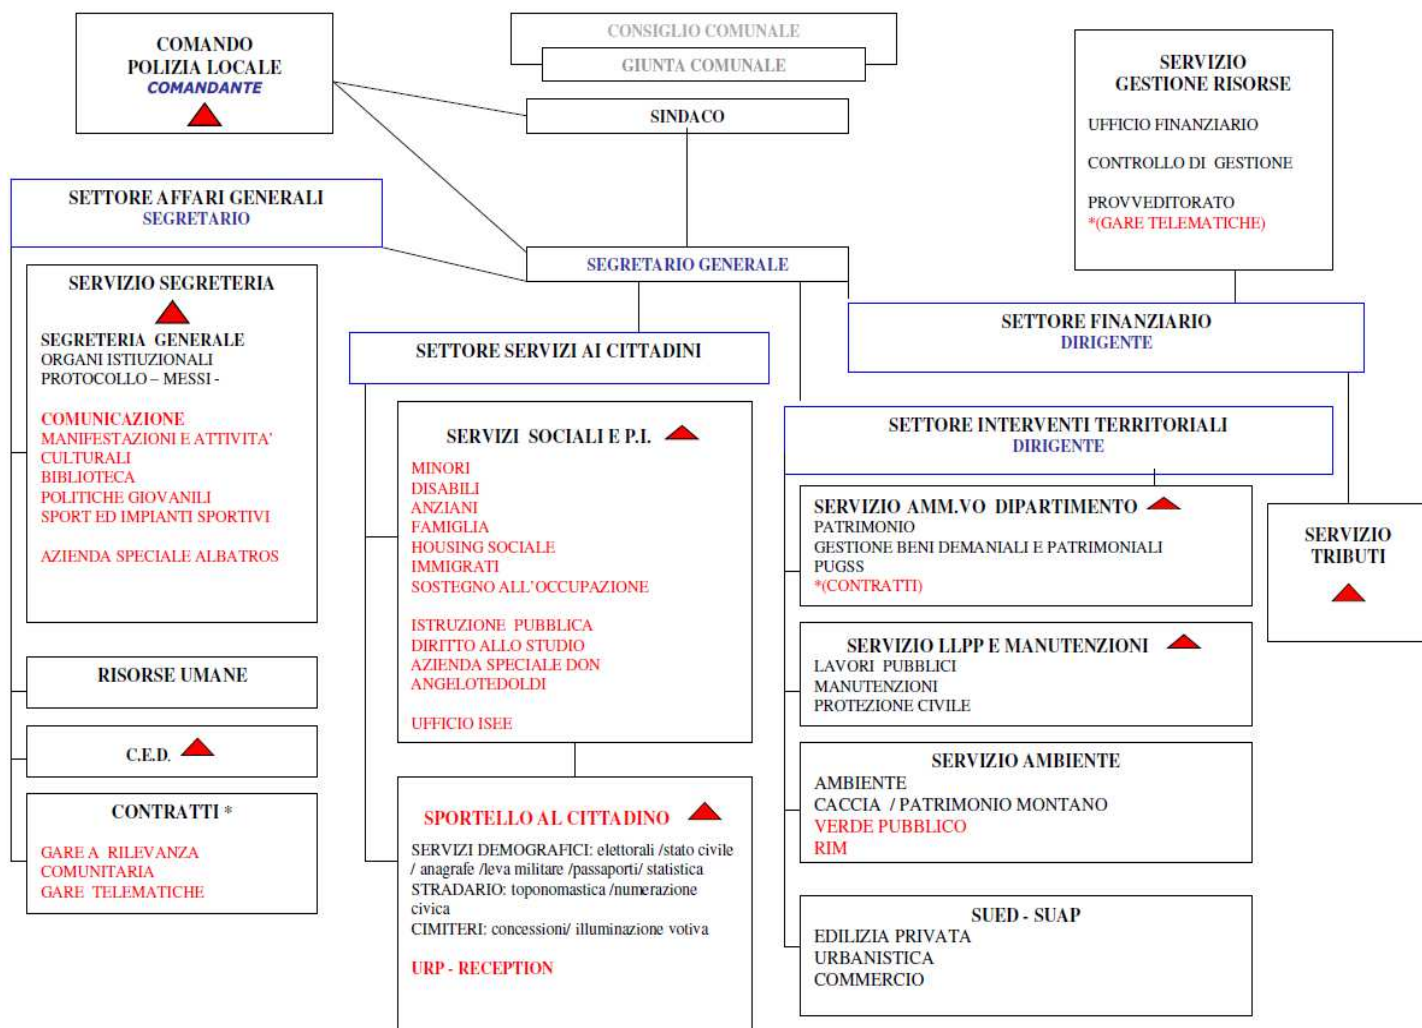 COMANDO
POLIZIA LOCALE
COMANDANTE
CONSIGLIO COMUNALE
GIUNTA COMUNALE
SINDACO
SERVIZIO
GESTIONE RISORSE
UFFICIO FINANZIARIO
CONTROLLO DI GESTIONE
PROVVEDITORATO
*(GARE TELEMATICHE)
SETTORE AFFARI GENERALI
SEGRETARIO
SEGRETARIO GENERALE
SERVIZIO SEGRETERIA
SEGRETERIA GENERALE
ORGANI ISTIUZIONALI
PROTOCOLLO – MESSI -
COMUNICAZIONE
MANIFESTAZIONI E ATTIVITA'
CULTURALI
BIBLIOTECA
POLITICHE GIOVANILI
SPORT ED IMPIANTI SPORTIVI
AZIENDA SPECIALE ALBATROS
RISORSE UMANE
C.E.D.
CONTRATTI *
GARE A RILEVANZA
COMUNITARIA
GARE TELEMATICHE
SETTORE SERVIZI AI CITTADINI
SERVIZI SOCIALI E P.I.
MINORI
DISABILI
ANZIANI
FAMIGLIA
HOUSING SOCIALE
IMMIGRATI
SOSTEGNO ALL'OCCUPAZIONE
ISTRUZIONE PUBBLICA
DIRITTO ALLO STUDIO
AZIENDA SPECIALE DON
ANGELOTEDOLDI
UFFICIO ISEE
SPORTELLO AL CITTADINO
SERVIZI DEMOGRAFICI: elettorali /stato civile
/ anagrafe /leva militare /passaporti/ statistica
STRADARIO: toponomastica /numerazione
civica
CIMITERI: concessioni/ illuminazione votiva
URP - RECEPTION
SETTORE FINANZIARIO
DIRIGENTE
SETTORE INTERVENTI TERRITORIALI
DIRIGENTE
SERVIZIO AMM.VO DIPARTIMENTO
PATRIMONIO
GESTIONE BENI DEMANIALI E PATRIMONIALI
PUGSS
*(CONTRATTI)
SERVIZIO
TRIBUTI
SERVIZIO LLPP E MANUTENZIONI
LAVORI PUBBLICI
MANUTENZIONI
PROTEZIONE CIVILE
SERVIZIO AMBIENTE
AMBIENTE
CACCIA / PATRIMONIO MONTANO
VERDE PUBBLICO
RIM
SUED - SUAP
EDILIZIA PRIVATA
URBANISTICA
COMMERCIO